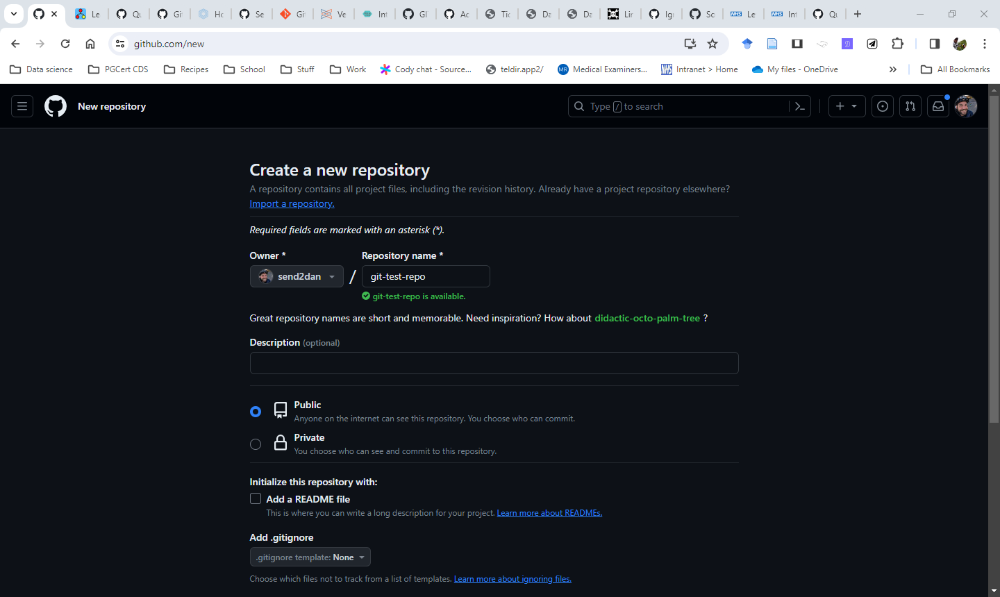 Le
Qu
Gi
Ho
Se
Gi
Ve
Int
Gl
Ac
Tic
Da
Da
Lir
Ig
Sc
Le
Int
Qu
github.com/new
Data science PGCert CDS Recipes School Stuff Work Cody chat - Source... teldir.app2/ Medical Examiners... Intranet > Home My files - OneDrive All Bookmarks
New repository
Type / to search
Create a new repository
A repository contains all project files, including the revision history. Already have a project repository elsewhere?
Import a repository.
Required fields are marked with an asterisk (*).
Owner * Repository name *
send2dan / git-test-repo
git-test-repo is available.
Great repository names are short and memorable. Need inspiration? How about didactic-octo-palm-tree ?
Description (optional)
Public
Anyone on the internet can see this repository. You choose who can commit.
Private
You choose who can see and commit to this repository.
Initialize this repository with:
Add a README file
This is where you can write a long description for your project. Learn more about READMEs.
Add .gitignore
.gitignore template: None
Choose which files not to track from a list of templates. Learn more about ignoring files.